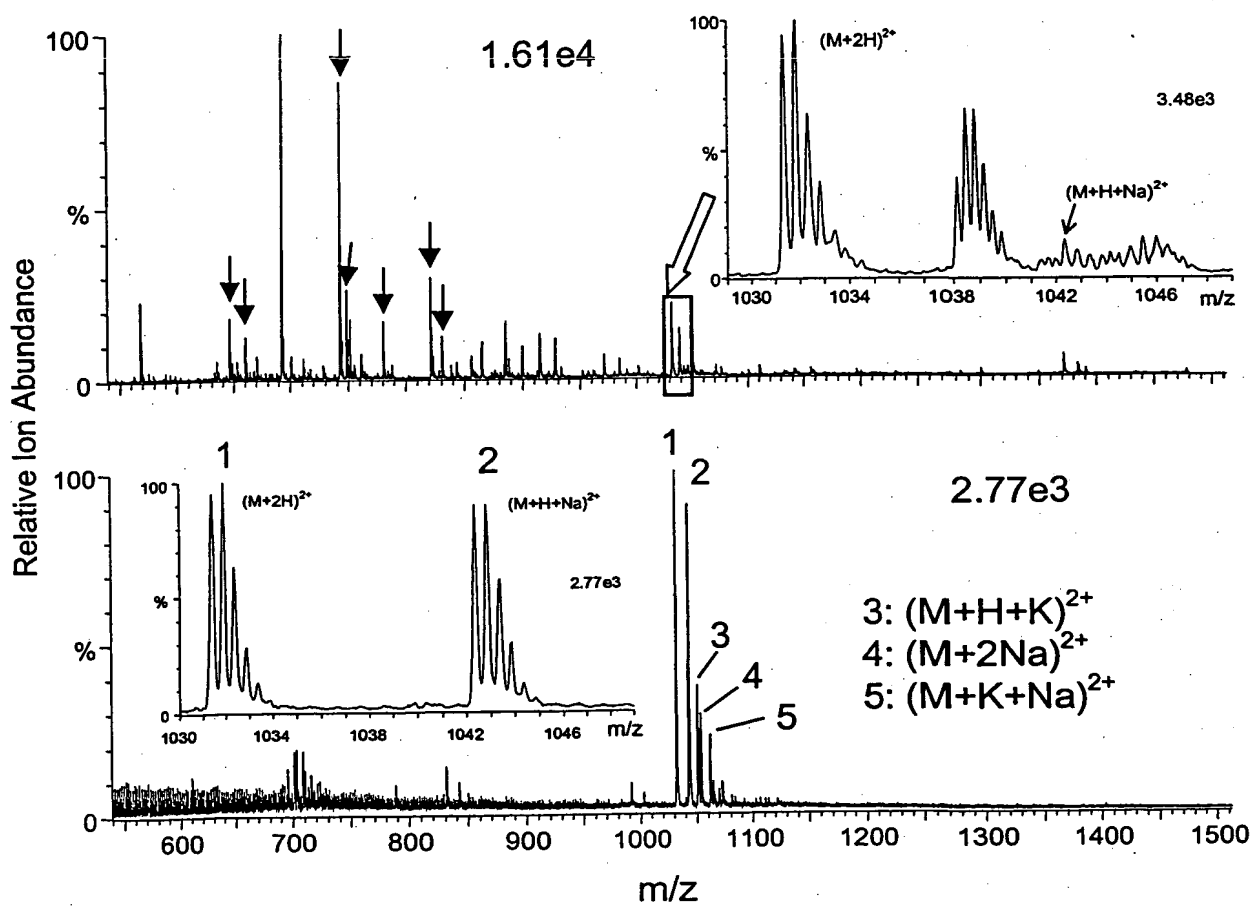 Relative Ion Abundance
100
%
0
1.61e4
100
%
0
(M+2H)²⁺
3.48e3
(M+H+Na)²⁺
1030 1034 1038 1042 1046 m/z
100
%
0
1 2
100
%
0
(M+2H)²⁺
(M+H+Na)²⁺
2.77e3
1030 1034 1038 1042 1046 m/z
1
2
3
4
5
2.77e3
3: (M+H+K)²⁺
4: (M+2Na)²⁺
5: (M+K+Na)²⁺
600 700 800 900 1000 1100 1200 1300 1400 1500
m/z